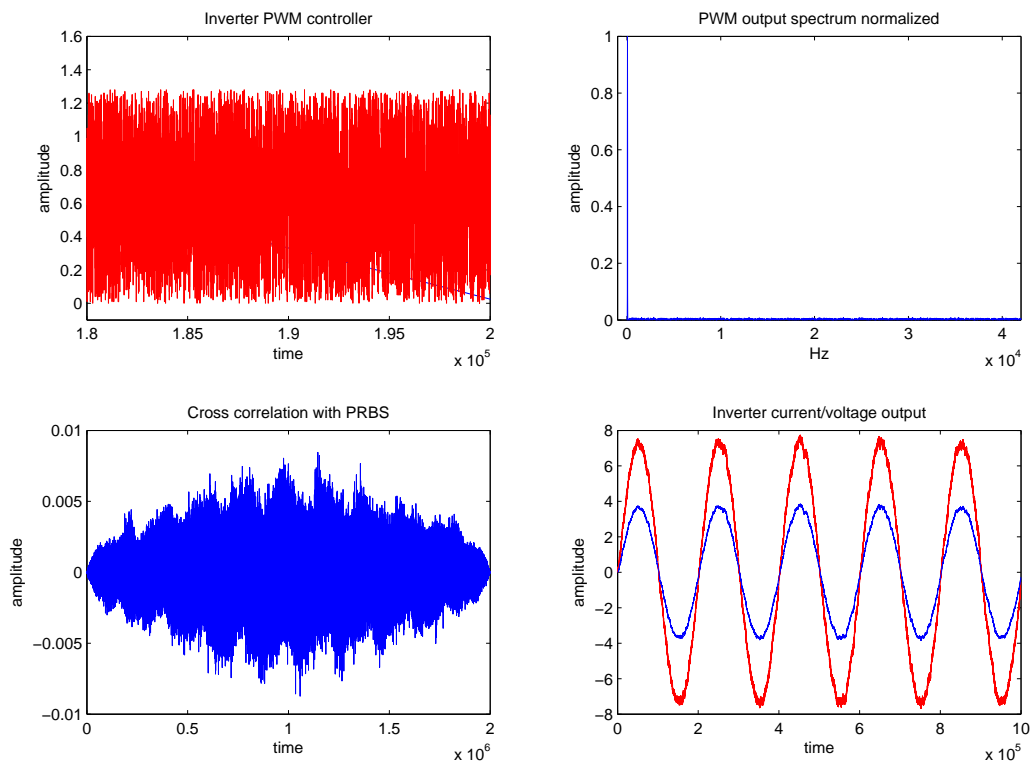 Inverter PWM controller
1.6
1.4
1.2
1
0.8
0.6
0.4
0.2
0
amplitude
1.8 1.85 1.9 1.95 2
time
x 10^5
PWM output spectrum normalized
1
0.8
0.6
0.4
0.2
0
amplitude
0 1 2 3 4
Hz
x 10^4
Cross correlation with PRBS
0.01
0.005
0
−0.005
−0.01
amplitude
0 1 2
time
x 10^6
Inverter current/voltage output
8
6
4
2
0
−2
−4
−6
−8
amplitude
0 2 4 6 8 10
time
x 10^5